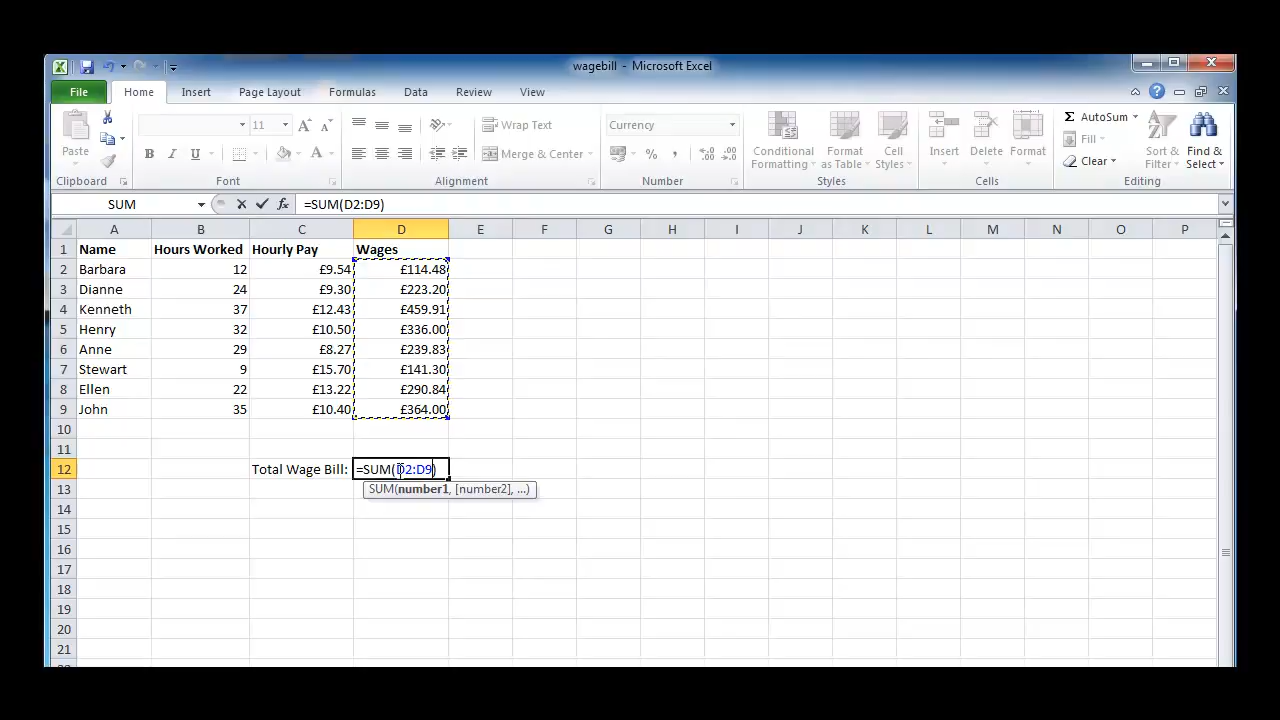 wagebill - Microsoft Excel
File Home Insert Page Layout Formulas Data Review View
Paste
Clipboard
11
B I U A
Font
Wrap Text
Merge & Center
Alignment
Currency
%
Number
Conditional Formatting
Format as Table
Cell Styles
Styles
Insert Delete Format
Cells
AutoSum
Fill
Clear
Sort & Filter
Find & Select
Editing
SUM fx =SUM(D2:D9)
A B C D E F G H I J K L M N O P
1 Name Hours Worked Hourly Pay Wages
2 Barbara 12 £9.54 £114.48
3 Dianne 24 £9.30 £223.20
4 Kenneth 37 £12.43 £459.91
5 Henry 32 £10.50 £336.00
6 Anne 29 £8.27 £239.83
7 Stewart 9 £15.70 £141.30
8 Ellen 22 £13.22 £290.84
9 John 35 £10.40 £364.00
10
11
12 Total Wage Bill: =SUM(D2:D9)
13 SUM(number1, [number2], ...)
14
15
16
17
18
19
20
21